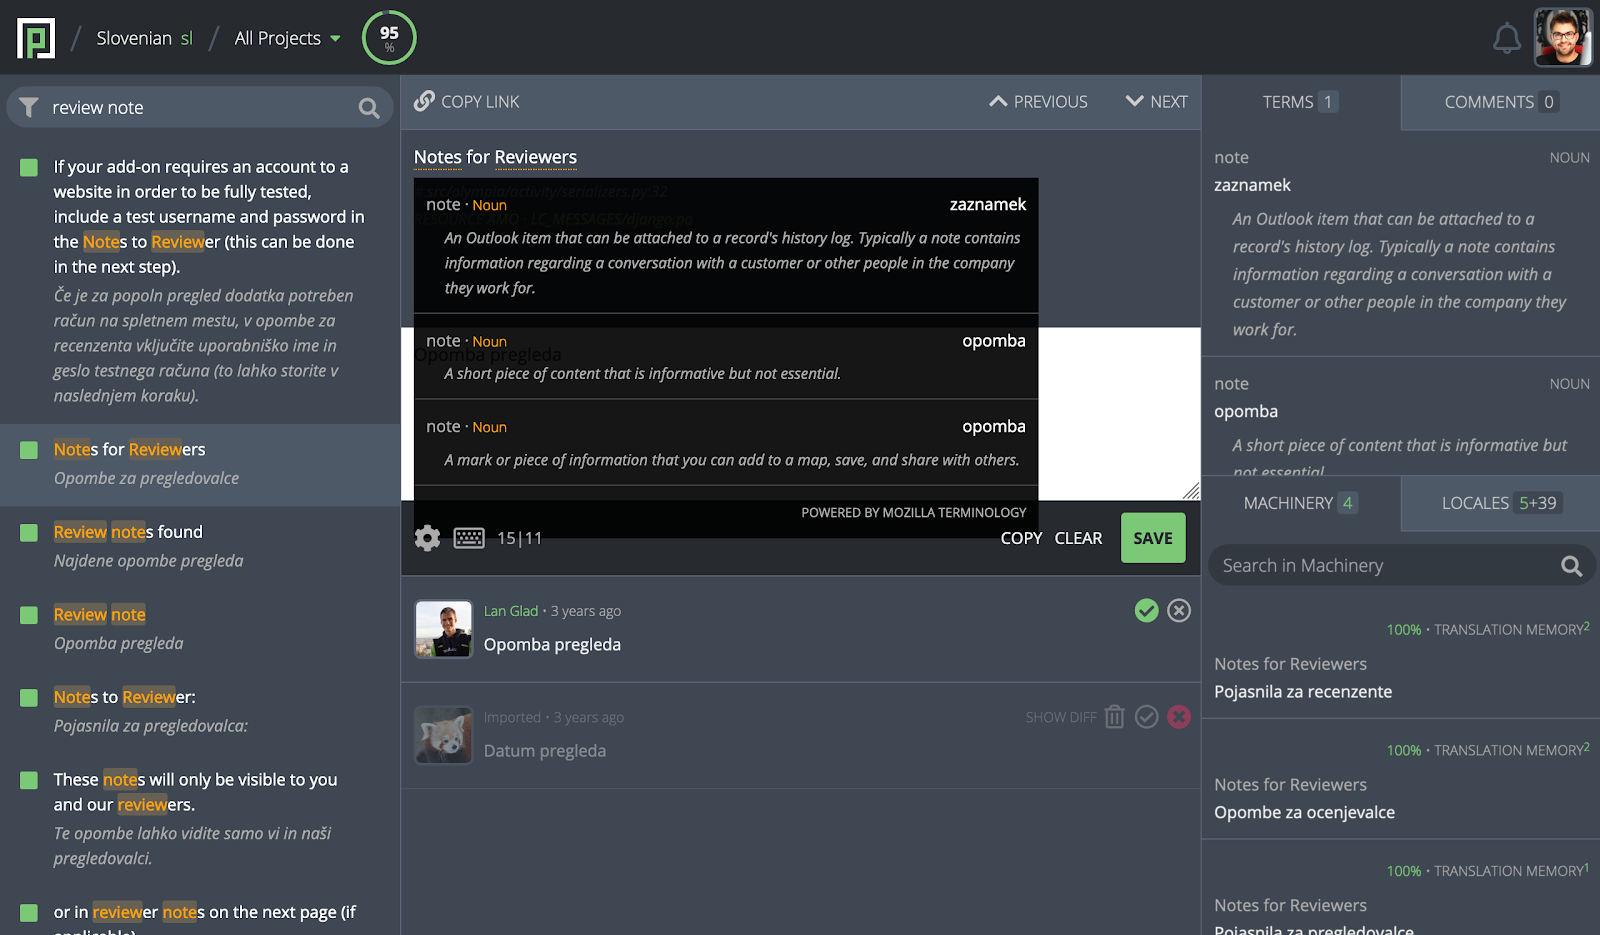 Slovenian sl
All Projects
95
%
review note
If your add-on requires an account to a
website in order to be fully tested,
include a test username and password in
the Notes to Reviewer (this can be done
in the next step).
Če je za popoln pregled dodatka potreben
račun na spletnem mestu, v opombe za
recenzenta vključite uporabniško ime in
geslo testnega računa (to lahko storite v
naslednjem koraku).
Notes for Reviewers
Opombe za pregledovalce
Review notes found
Najdene opombe pregleda
Review note
Opomba pregleda
Notes to Reviewer:
Pojasnila za pregledovalca:
These notes will only be visible to you
and our reviewers.
Te opombe lahko vidite samo vi in naši
pregledovalci.
or in reviewer notes on the next page (if
applicable)
COPY LINK
PREVIOUS
NEXT
Notes for Reviewers
src/olympia/activity/serializers.py:32
RESOURCE AMO · LC_MESSAGES/django.po
note · Noun
zaznamek
An Outlook item that can be attached to a record's history log. Typically a note contains
information regarding a conversation with a customer or other people in the company
they work for.
note · Noun
opomba
Opomba pregleda
A short piece of content that is informative but not essential.
note · Noun
opomba
A mark or piece of information that you can add to a map, save, and share with others.
POWERED BY MOZILLA TERMINOLOGY
15|11
COPY
CLEAR
SAVE
Lan Glad · 3 years ago
Opomba pregleda
Imported · 3 years ago
SHOW DIFF
Datum pregleda
TERMS 1
COMMENTS 0
note
NOUN
zaznamek
An Outlook item that can be attached to a
record's history log. Typically a note contains
information regarding a conversation with a
customer or other people in the company they
work for.
note
NOUN
opomba
A short piece of content that is informative but
not essential
MACHINERY 4
LOCALES 5+39
Search in Machinery
100% · TRANSLATION MEMORY2
Notes for Reviewers
Pojasnila za recenzente
100% · TRANSLATION MEMORY2
Notes for Reviewers
Opombe za ocenjevalce
100% · TRANSLATION MEMORY1
Notes for Reviewers
Pojasnila za pregledovalce